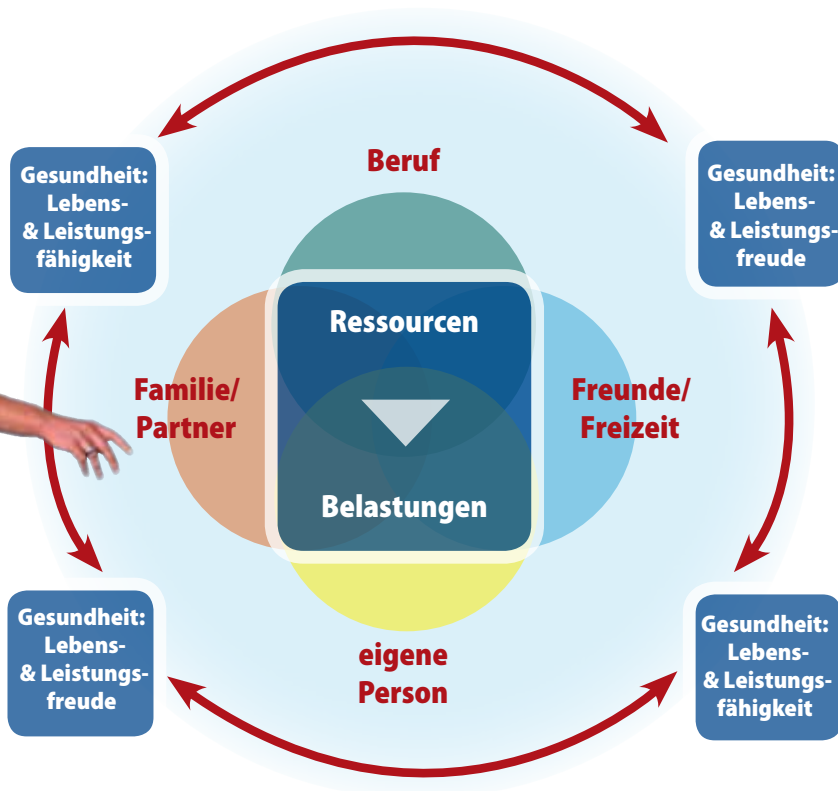 Beruf
Gesundheit:
Lebens-
& Leistungs-
fähigkeit
Gesundheit:
Lebens-
& Leistungs-
freude
Ressourcen
Familie/
Partner
Freunde/
Freizeit
Belastungen
Gesundheit:
Lebens-
& Leistungs-
freude
eigene
Person
Gesundheit:
Lebens-
& Leistungs-
fähigkeit